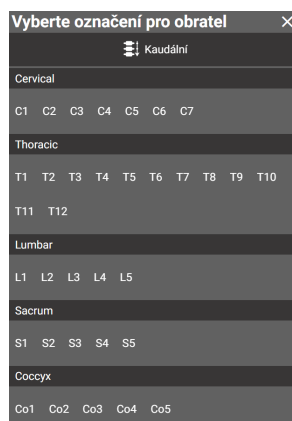 Vyberte označení pro obratel
Kaudální
Cervical
C1 C2 C3 C4 C5 C6 C7
Thoracic
T1 T2 T3 T4 T5 T6 T7 T8 T9 T10
T11 T12
Lumbar
L1 L2 L3 L4 L5
Sacrum
S1 S2 S3 S4 S5
Coccyx
Co1 Co2 Co3 Co4 Co5